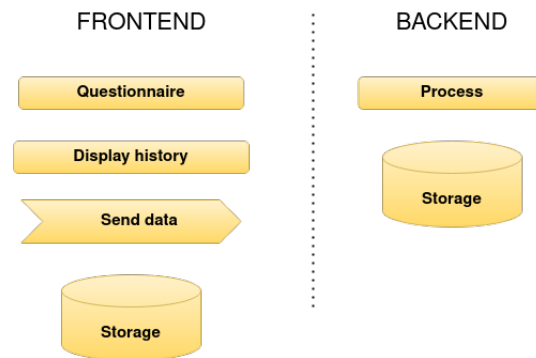 FRONTEND
BACKEND
Questionnaire
Process
Display history
Storage
Send data
Storage